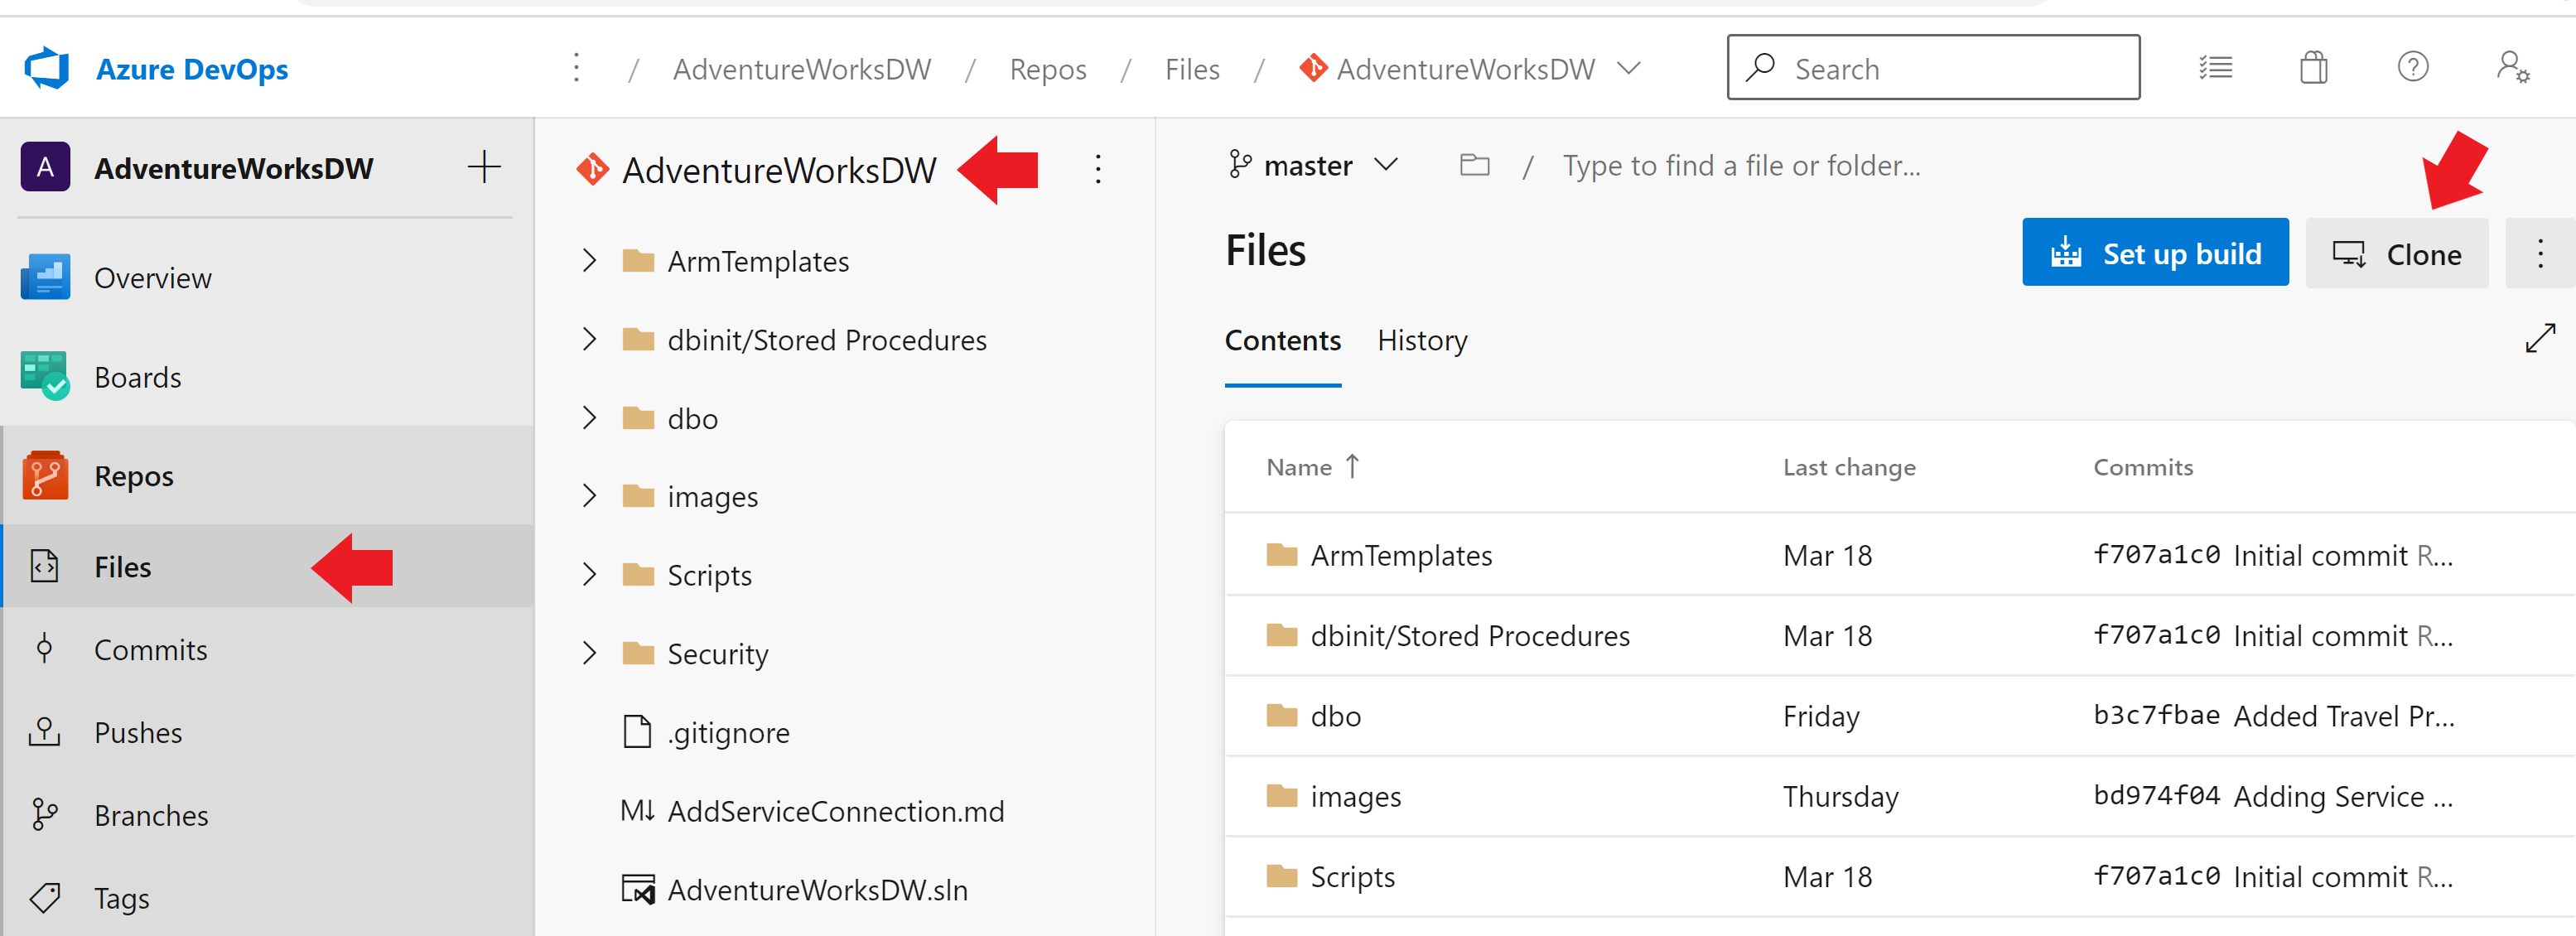 Azure DevOps
/ AdventureWorksDW / Repos / Files / AdventureWorksDW
Search
A AdventureWorksDW
Overview
Boards
Repos
Files
Commits
Pushes
Branches
Tags
AdventureWorksDW
ArmTemplates
dbinit/Stored Procedures
dbo
images
Scripts
Security
.gitignore
M↓ AddServiceConnection.md
AdventureWorksDW.sln
master / Type to find a file or folder...
Files
Set up build
Clone
Contents History
Name ↑ Last change Commits
ArmTemplates Mar 18 f707a1c0 Initial commit R...
dbinit/Stored Procedures Mar 18 f707a1c0 Initial commit R...
dbo Friday b3c7fbae Added Travel Pr...
images Thursday bd974f04 Adding Service ...
Scripts Mar 18 f707a1c0 Initial commit R...